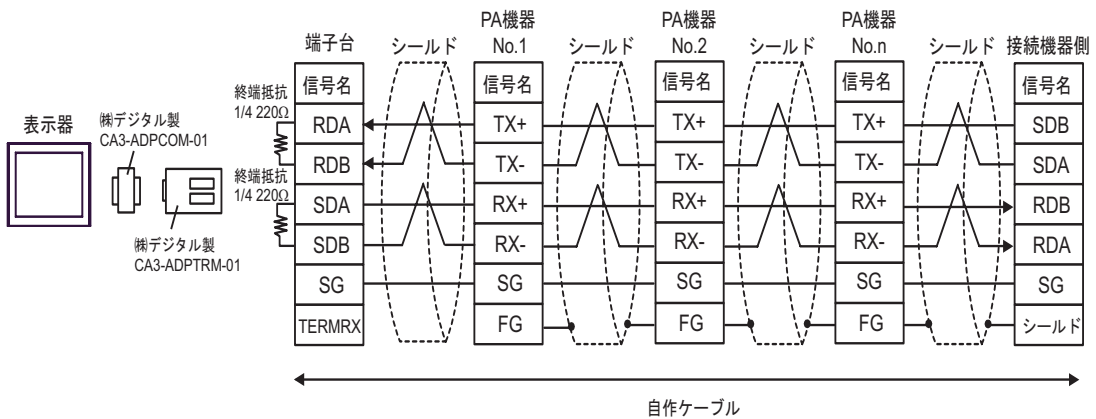 表示器
㈱デジタル製
CA3-ADPCOM-01
㈱デジタル製
CA3-ADPTRM-01
終端抵抗
1/4 220Ω
終端抵抗
1/4 220Ω
端子台
信号名
RDA
RDB
SDA
SDB
SG
TERMRX
シールド
PA機器
No.1
信号名
TX+
TX-
RX+
RX-
SG
FG
シールド
PA機器
No.2
信号名
TX+
TX-
RX+
RX-
SG
FG
シールド
PA機器
No.n
信号名
TX+
TX-
RX+
RX-
SG
FG
シールド
接続機器側
信号名
SDB
SDA
RDB
RDA
SG
シールド
自作ケーブル